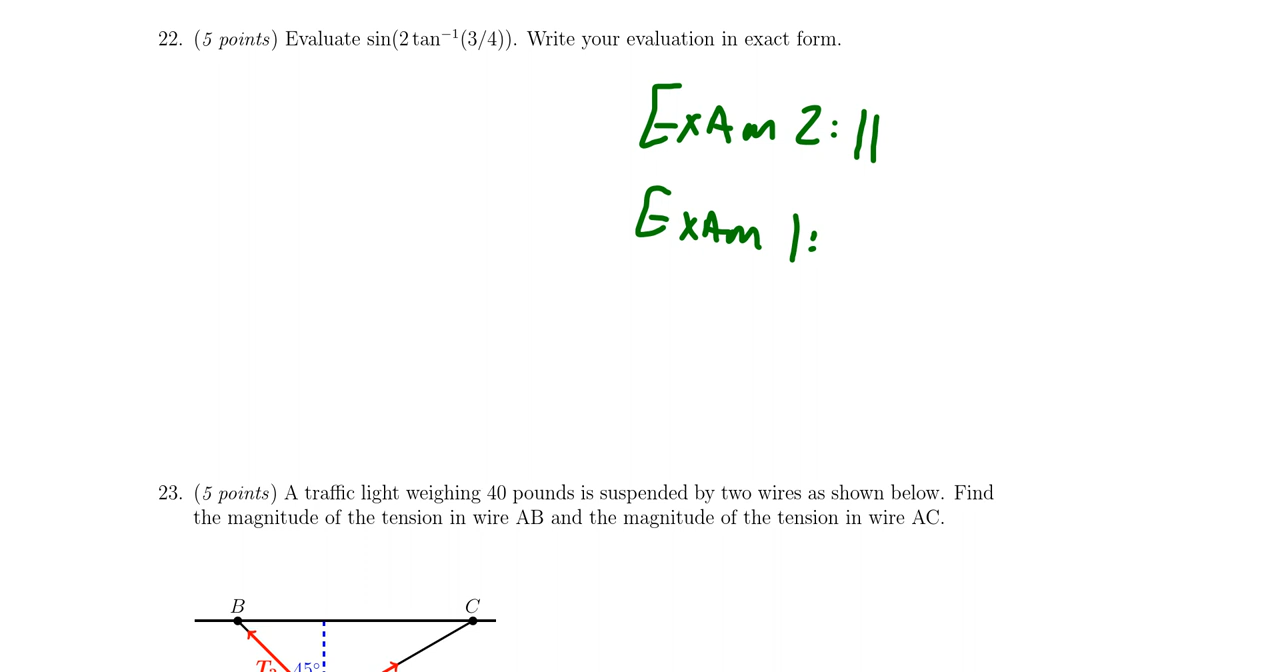 22. (5 points) Evaluate sin(2 tan⁻¹(3/4)). Write your evaluation in exact form.
ExAm 2: 11
ExAm 1:
23. (5 points) A traffic light weighing 40 pounds is suspended by two wires as shown below. Find
the magnitude of the tension in wire AB and the magnitude of the tension in wire AC.
B C
45°